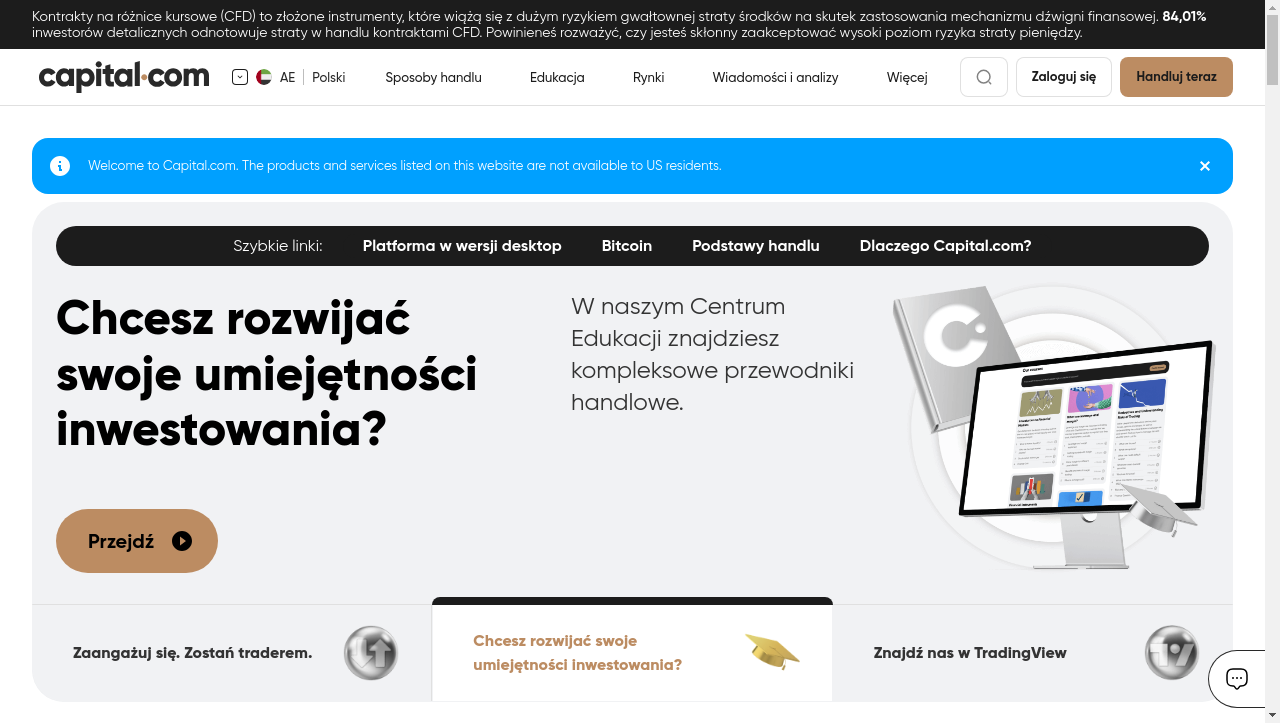 Kontrakty na różnice kursowe (CFD) to złożone instrumenty, które wiążą się z dużym ryzykiem gwałtownej straty środków na skutek zastosowania mechanizmu dźwigni finansowej. 84,01%
inwestorów detalicznych odnotowuje straty w handlu kontraktami CFD. Powinieneś rozważyć, czy jesteś skłonny zaakceptować wysoki poziom ryzyka straty pieniędzy.
capital.com
AE
Polski
Sposoby handlu
Edukacja
Rynki
Wiadomości i analizy
Więcej
Zaloguj się
Handluj teraz
Welcome to Capital.com. The products and services listed on this website are not available to US residents.
Szybkie linki:
Platforma w wersji desktop
Bitcoin
Podstawy handlu
Dlaczego Capital.com?
Chcesz rozwijać
swoje umiejętności
inwestowania?
W naszym Centrum
Edukacji znajdziesz
kompleksowe przewodniki
handlowe.
Przejdź
Zaangażuj się. Zostań traderem.
Chcesz rozwijać swoje
umiejętności inwestowania?
Znajdź nas w TradingView